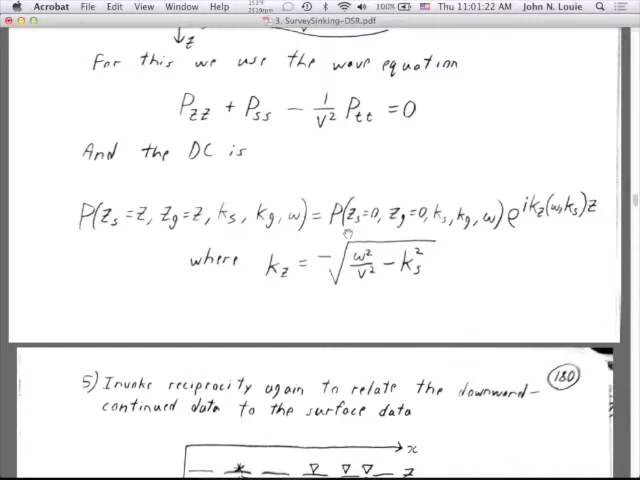 Acrobat File Edit View Window Help 153°F 2519rpm 100% Thu 11:01:22 AM John N. Louie
3. SurveySinking-DSR.pdf
z
For this we use the wave equation
P_zz + P_ss − 1/v² P_tt = 0
And the DC is
P(z_s = z, z_g = z, k_s, k_g, ω) = P(z_s = 0, z_g = 0, k_s, k_g, ω) e^{i k_z(ω, k_s) z}
where k_z = −√(ω²/v² − k_s²)
180
5) Invoke reciprocity again to relate the downward-
continued data to the surface data
x
z